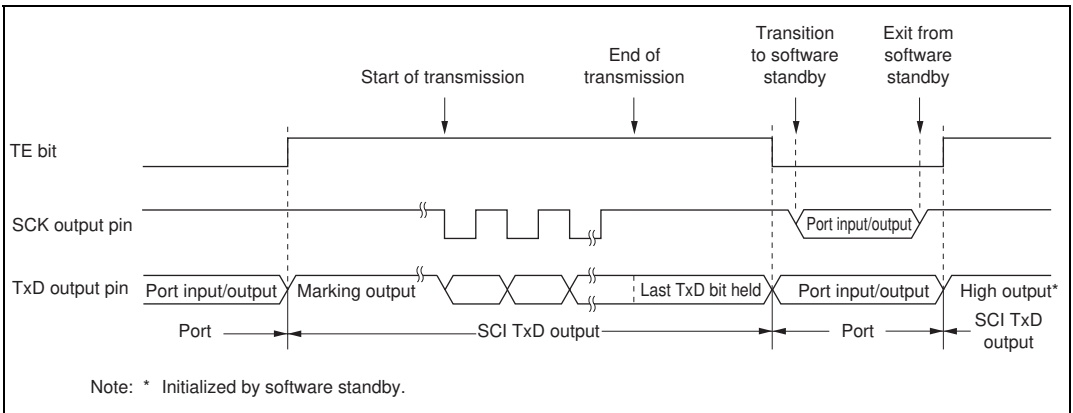 Transition
to software
standby
Exit from
software
standby
End of
transmission
Start of transmission
TE bit
SCK output pin
Port input/output
TxD output pin
Port input/output
Marking output
Last TxD bit held
Port input/output
High output*
Port
SCI TxD output
Port
SCI TxD
output
Note: * Initialized by software standby.